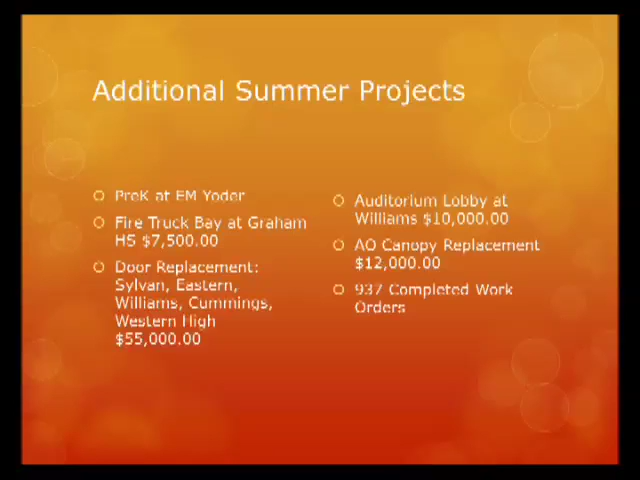 Additional Summer Projects
PreK at EM Yoder
Fire Truck Bay at Graham
HS $7,500.00
Door Replacement:
Sylvan, Eastern,
Williams, Cummings,
Western High
$55,000.00
Auditorium Lobby at
Williams $10,000.00
AO Canopy Replacement
$12,000.00
937 Completed Work
Orders